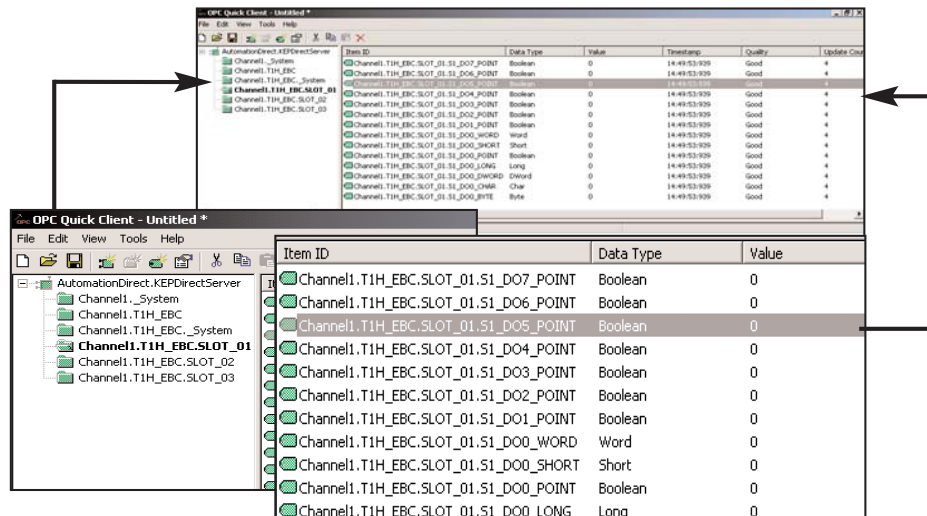 OPC Quick Client - Untitled *
File Edit View Tools Help
AutomationDirect.KEPDirectServer
Channel1._System
Channel1.T1H_EBC
Channel1.T1H_EBC._System
Channel1.T1H_EBC.SLOT_01
Channel1.T1H_EBC.SLOT_02
Channel1.T1H_EBC.SLOT_03
Item ID Data Type Value Timestamp Quality Update Coun
Channel1.T1H_EBC.SLOT_01.S1_DO7_POINT Boolean 0 14:49:53:939 Good 4
Channel1.T1H_EBC.SLOT_01.S1_DO6_POINT Boolean 0 14:49:53:939 Good 4
Channel1.T1H_EBC.SLOT_01.S1_DO5_POINT Boolean 0 14:49:53:939 Good 4
Channel1.T1H_EBC.SLOT_01.S1_DO4_POINT Boolean 0 14:49:53:939 Good 4
Channel1.T1H_EBC.SLOT_01.S1_DO3_POINT Boolean 0 14:49:53:939 Good 4
Channel1.T1H_EBC.SLOT_01.S1_DO2_POINT Boolean 0 14:49:53:939 Good 4
Channel1.T1H_EBC.SLOT_01.S1_DO1_POINT Boolean 0 14:49:53:939 Good 4
Channel1.T1H_EBC.SLOT_01.S1_DO0_WORD Word 0 14:49:53:939 Good 4
Channel1.T1H_EBC.SLOT_01.S1_DO0_SHORT Short 0 14:49:53:939 Good 4
Channel1.T1H_EBC.SLOT_01.S1_DO0_POINT Boolean 0 14:49:53:939 Good 4
Channel1.T1H_EBC.SLOT_01.S1_DO0_LONG Long 0 14:49:53:939 Good 4
Channel1.T1H_EBC.SLOT_01.S1_DO0_DWORD DWord 0 14:49:53:939 Good 4
Channel1.T1H_EBC.SLOT_01.S1_DO0_CHAR Char 0 14:49:53:939 Good 4
Channel1.T1H_EBC.SLOT_01.S1_DO0_BYTE Byte 0 14:49:53:939 Good 4
OPC Quick Client - Untitled *
File Edit View Tools Help
AutomationDirect.KEPDirectServer
Channel1._System
Channel1.T1H_EBC
Channel1.T1H_EBC._System
Channel1.T1H_EBC.SLOT_01
Channel1.T1H_EBC.SLOT_02
Channel1.T1H_EBC.SLOT_03
Item ID Data Type Value
Channel1.T1H_EBC.SLOT_01.S1_DO7_POINT Boolean 0
Channel1.T1H_EBC.SLOT_01.S1_DO6_POINT Boolean 0
Channel1.T1H_EBC.SLOT_01.S1_DO5_POINT Boolean 0
Channel1.T1H_EBC.SLOT_01.S1_DO4_POINT Boolean 0
Channel1.T1H_EBC.SLOT_01.S1_DO3_POINT Boolean 0
Channel1.T1H_EBC.SLOT_01.S1_DO2_POINT Boolean 0
Channel1.T1H_EBC.SLOT_01.S1_DO1_POINT Boolean 0
Channel1.T1H_EBC.SLOT_01.S1_DO0_WORD Word 0
Channel1.T1H_EBC.SLOT_01.S1_DO0_SHORT Short 0
Channel1.T1H_EBC.SLOT_01.S1_DO0_POINT Boolean 0
Channel1.T1H_EBC.SLOT_01.S1_DO0_LONG Long 0